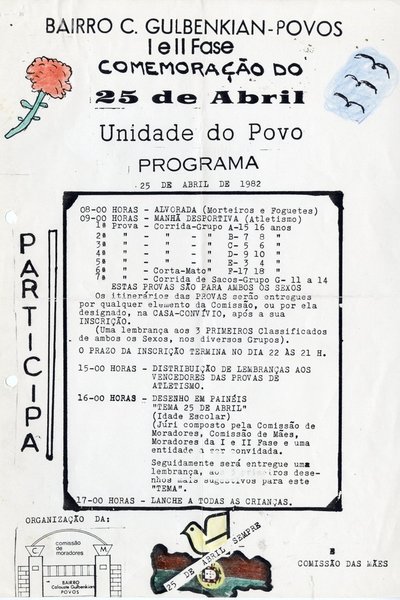 BAIRRO C. GULBENKIAN-POVOS
I e II Fase
COMEMORAÇÃO DO
25 de Abril
Unidade do Povo
PROGRAMA
25 DE ABRIL DE 1982
PARTICIPA
08-00 HORAS - ALVORADA (Morteiros e Foguetes)
09-00 HORAS - MANHÃ DESPORTIVA (Atletismo)
1ª Prova - Corrida-Grupo A-15 16 anos
2ª " - " - " B- 7 8 "
3ª " - " - " C- 5 6 "
4ª " - " - " D- 9 10 "
5ª " - " - " E- 3 4 "
6ª " - Corta-Mato" F-17 18 "
7ª " - Corrida de Sacos-Grupo G- 11 a 14
ESTAS PROVAS SÃO PARA AMBOS OS SEXOS
Os itinerários das PROVAS serão entregues
por qualquer elemento da Comissão, ou por ela
designado, na CASA-CONVÍVIO, após a sua
INSCRIÇÃO.
(Uma lembrança aos 3 PRIMEIROS Classificados
de ambos os Sexos, nos diversos Grupos).
O PRAZO DA INSCRIÇÃO TERMINA NO DIA 22 ÀS 21 H.
15-00 HORAS - DISTRIBUIÇÃO DE LEMBRANÇAS AOS
VENCEDORES DAS PROVAS DE
ATLETISMO.
16-00 HORAS - DESENHO EM PAINÉIS
"TEMA 25 DE ABRIL"
(Idade Escolar)
(Júri composto pela Comissão de
Moradores, Comissão de Mães,
Moradores da I e II Fase e uma
entidade a ser convidada.
Seguidamente será entregue uma
lembrança, aos 3 primeiros dese-
nhos mais sugestivos para este
"TEMA".
17-00 HORAS - LANCHE A TODAS AS CRIANÇAS.
ORGANIZAÇÃO DA:
C M
comissão
de
moradores
BAIRRO
Calouste Gulbenkian
POVOS
25 DE ABRIL SEMPRE
E
COMISSÃO DAS MÃES